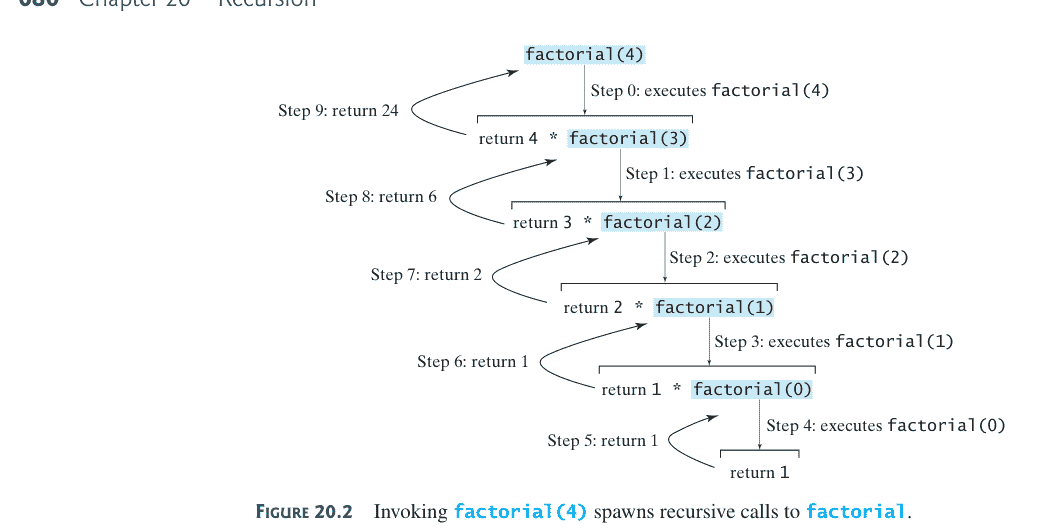 686 Chapter 20 Recursion
factorial(4)
Step 0: executes factorial(4)
Step 9: return 24
return 4 * factorial(3)
Step 1: executes factorial(3)
Step 8: return 6
return 3 * factorial(2)
Step 2: executes factorial(2)
Step 7: return 2
return 2 * factorial(1)
Step 3: executes factorial(1)
Step 6: return 1
return 1 * factorial(0)
Step 4: executes factorial(0)
Step 5: return 1
return 1
FIGURE 20.2 Invoking factorial(4) spawns recursive calls to factorial.